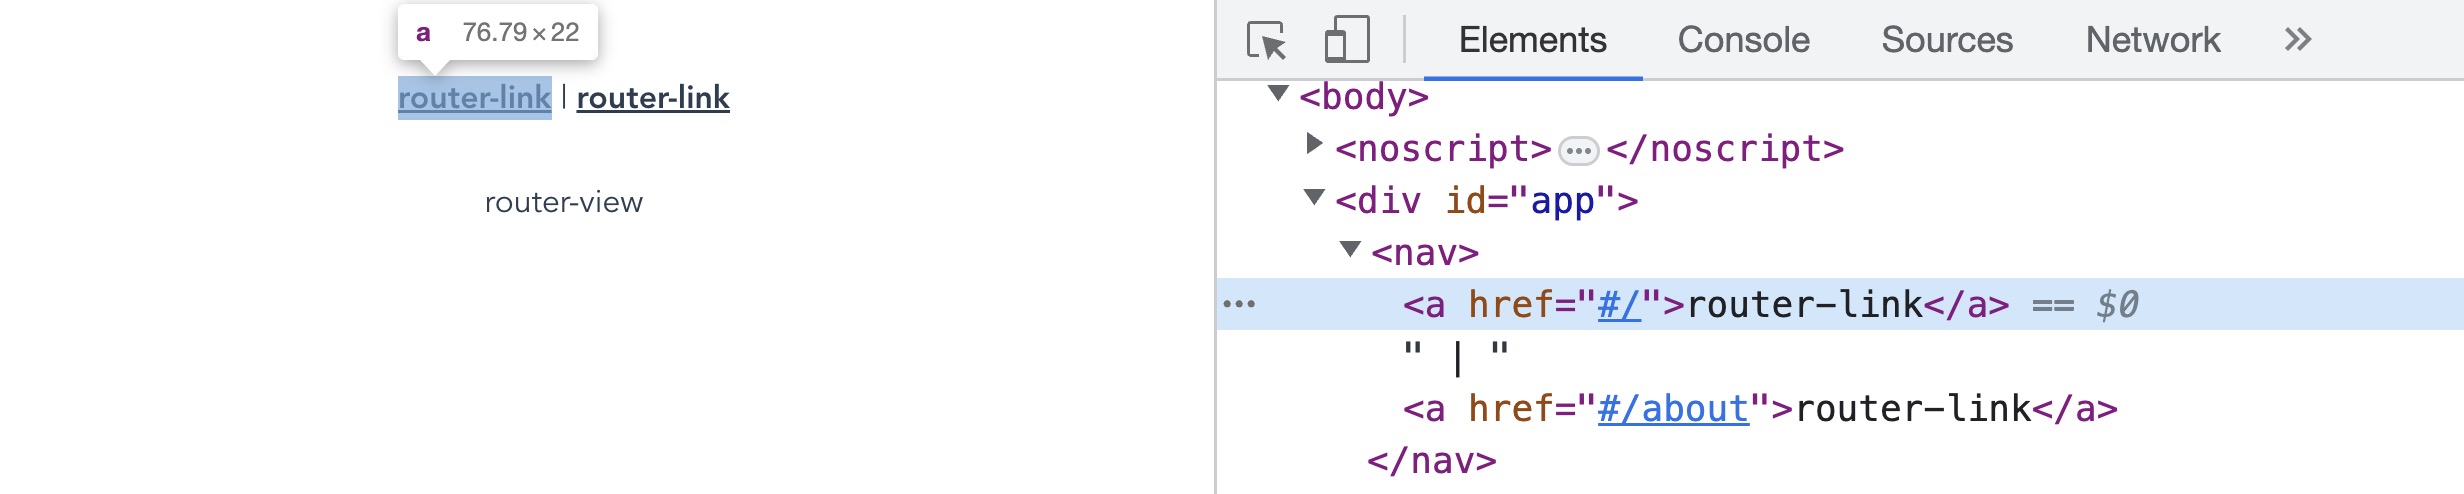 a 76.79×22
router-link | router-link
router-view
Elements Console Sources Network »
<body>
<noscript>…</noscript>
<div id="app">
<nav>
… <a href="#/">router-link</a> == $0
" | "
<a href="#/about">router-link</a>
</nav>